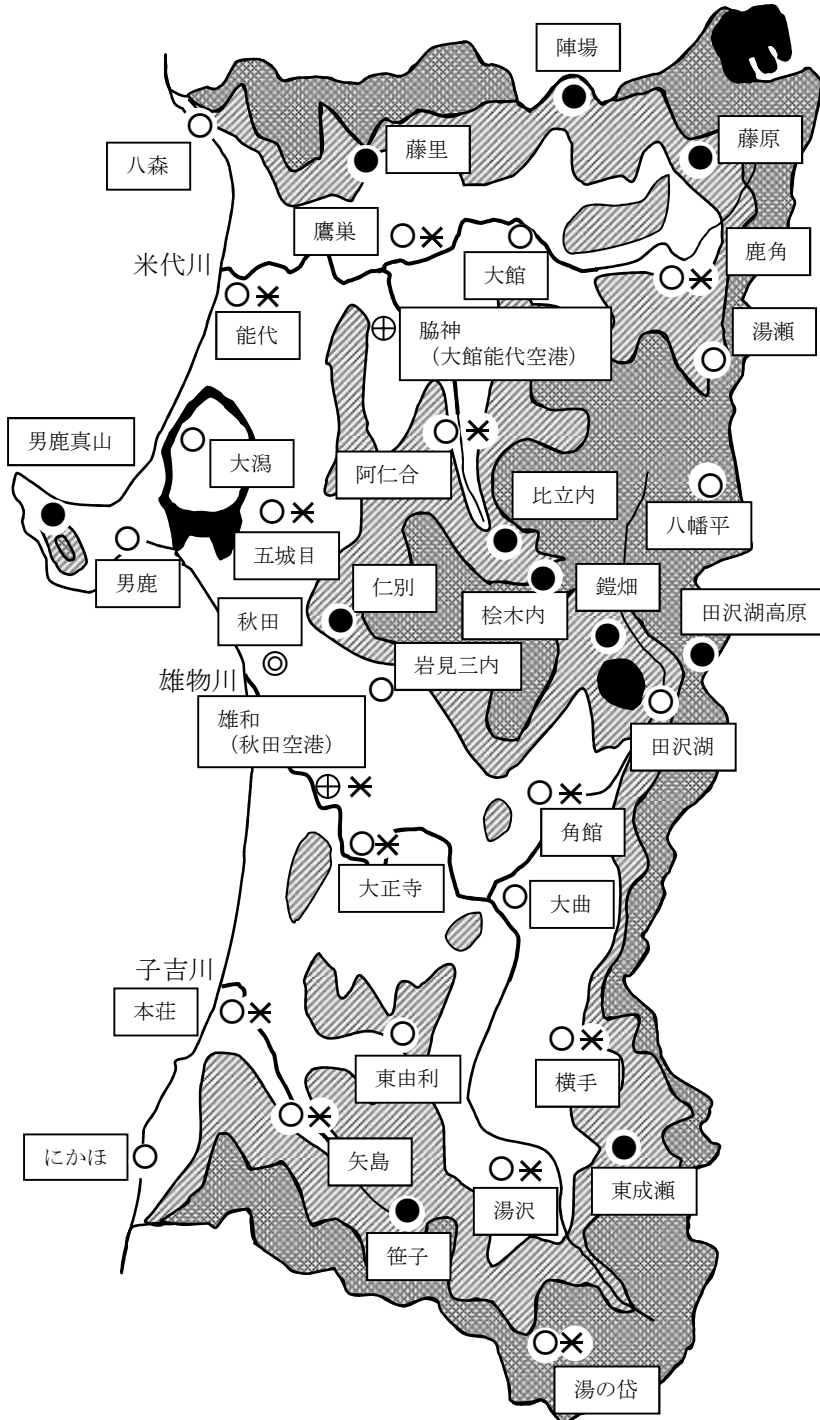 陣場
八森
藤里
藤原
鷹巣
米代川
大館
鹿角
能代
脇神
(大館能代空港)
湯瀬
男鹿真山
大潟
阿仁合
比立内
八幡平
五城目
男鹿
仁別
桧木内
鎧畑
田沢湖高原
秋田
岩見三内
雄物川
雄和
(秋田空港)
田沢湖
角館
大正寺
大曲
子吉川
本荘
東由利
横手
にかほ
矢島
湯沢
東成瀬
笹子
湯の岱